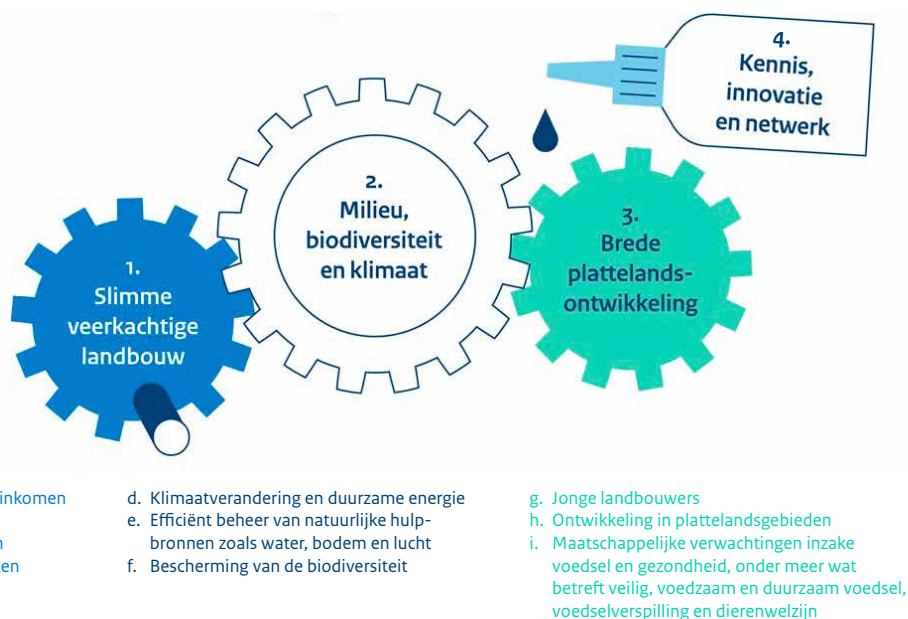 1.
Slimme
veerkachtige
landbouw
2.
Milieu,
biodiversiteit
en klimaat
3.
Brede
plattelands-
ontwikkeling
4.
Kennis,
innovatie
en netwerk
inkomen
d. Klimaatverandering en duurzame energie
e. Efficiënt beheer van natuurlijke hulp-
bronnen zoals water, bodem en lucht
f. Bescherming van de biodiversiteit
g. Jonge landbouwers
h. Ontwikkeling in plattelandsgebieden
i. Maatschappelijke verwachtingen inzake
voedsel en gezondheid, onder meer wat
betreft veilig, voedzaam en duurzaam voedsel,
voedselverspilling en dierenwelzijn